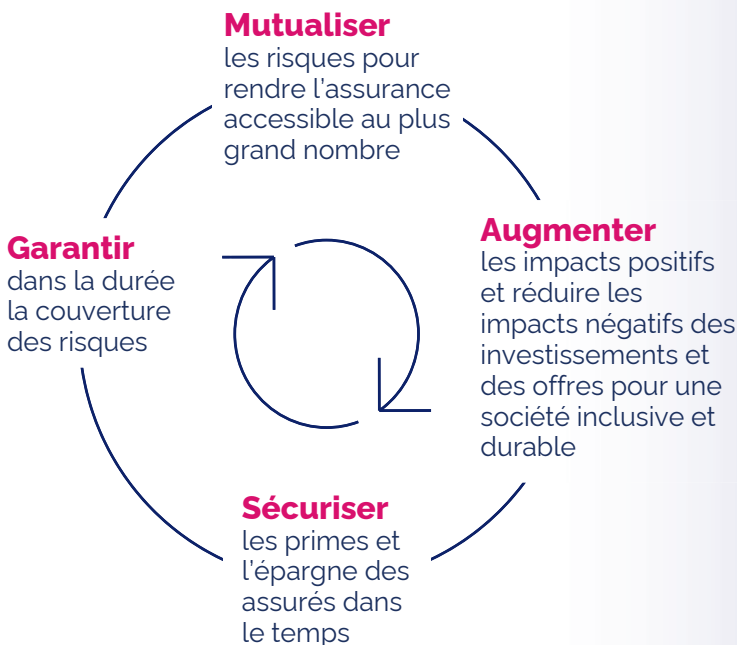 Mutualiser
les risques pour
rendre l'assurance
accessible au plus
grand nombre
Augmenter
les impacts positifs
et réduire les
impacts négatifs des
investissements et
des offres pour une
société inclusive et
durable
Sécuriser
les primes et
l'épargne des
assurés dans
le temps
Garantir
dans la durée
la couverture
des risques